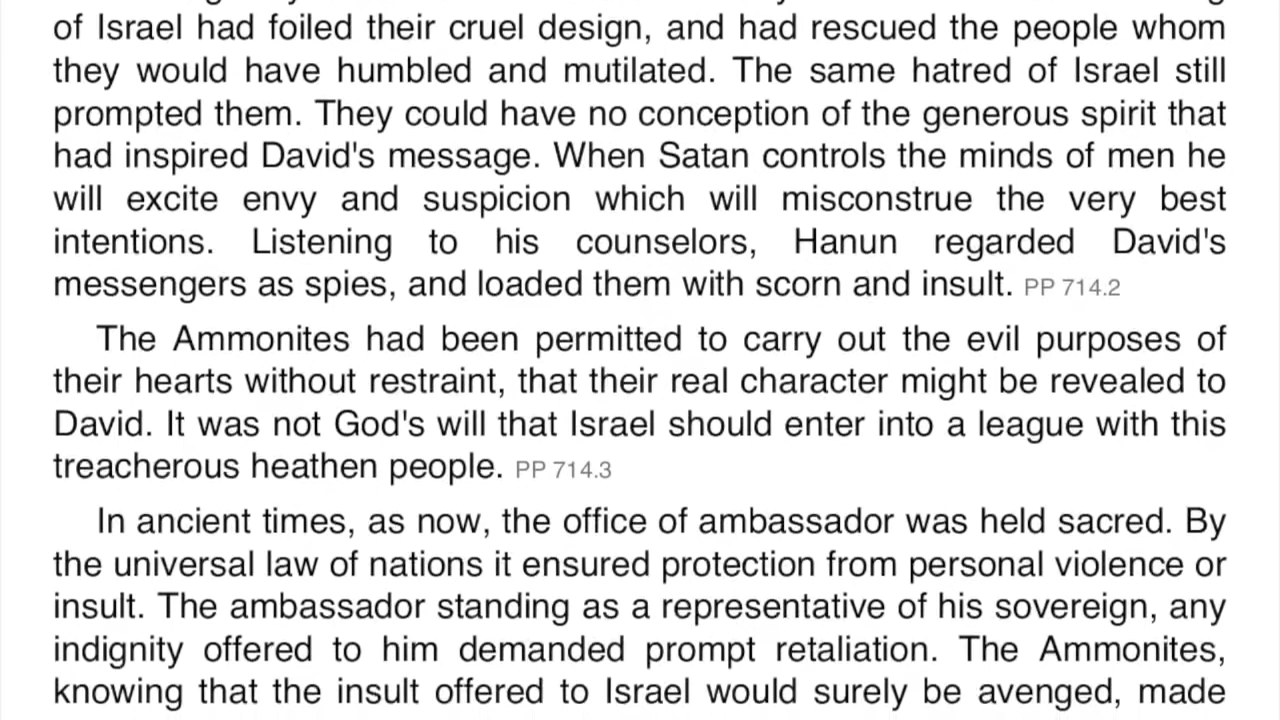 of Israel had foiled their cruel design, and had rescued the people whom
they would have humbled and mutilated. The same hatred of Israel still
prompted them. They could have no conception of the generous spirit that
had inspired David's message. When Satan controls the minds of men he
will excite envy and suspicion which will misconstrue the very best
intentions. Listening to his counselors, Hanun regarded David's
messengers as spies, and loaded them with scorn and insult. PP 714.2
The Ammonites had been permitted to carry out the evil purposes of
their hearts without restraint, that their real character might be revealed to
David. It was not God's will that Israel should enter into a league with this
treacherous heathen people. PP 714.3
In ancient times, as now, the office of ambassador was held sacred. By
the universal law of nations it ensured protection from personal violence or
insult. The ambassador standing as a representative of his sovereign, any
indignity offered to him demanded prompt retaliation. The Ammonites,
knowing that the insult offered to Israel would surely be avenged, made